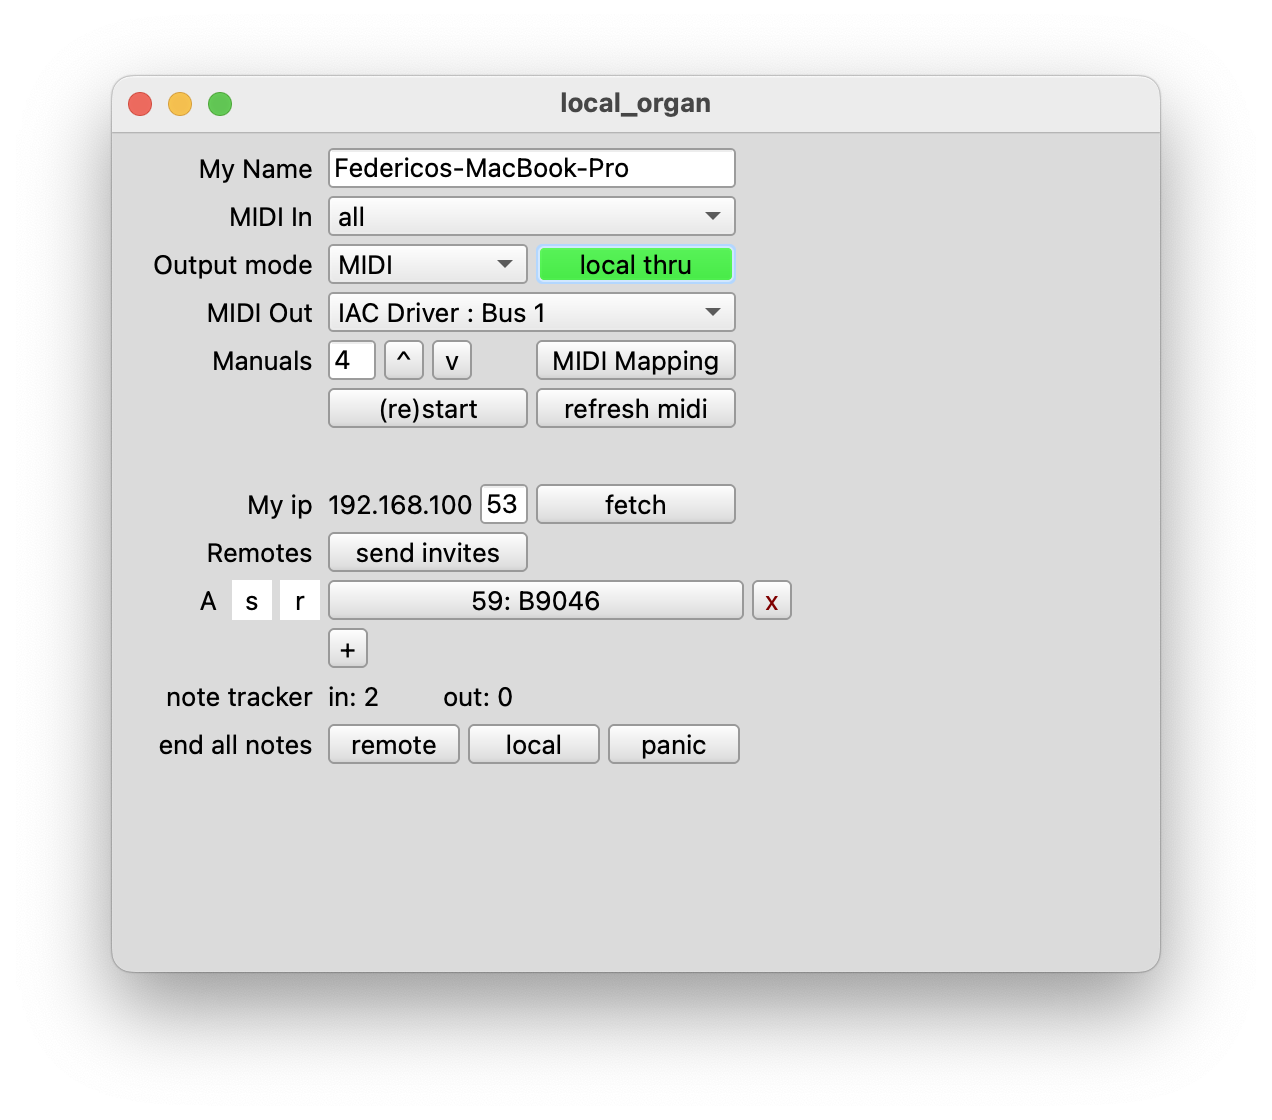 local_organ
My Name Federicos-MacBook-Pro
MIDI In all
Output mode MIDI local thru
MIDI Out IAC Driver : Bus 1
Manuals 4 ^ v MIDI Mapping
(re)start refresh midi
My ip 192.168.100 53 fetch
Remotes send invites
A s r 59: B9046 x
+
note tracker in: 2 out: 0
end all notes remote local panic